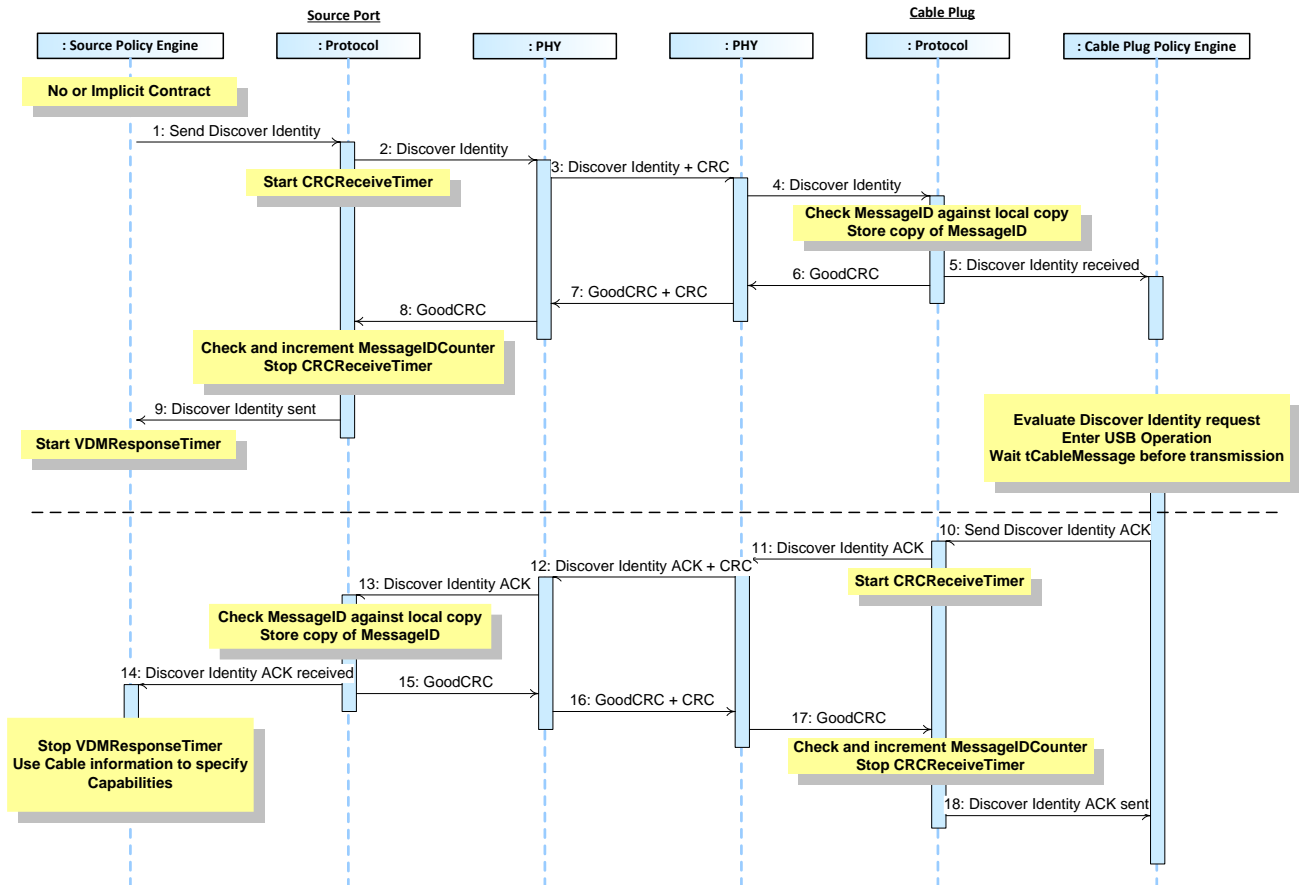 Source Port
Cable Plug
: Source Policy Engine
: Protocol
: PHY
: PHY
: Protocol
: Cable Plug Policy Engine
No or Implicit Contract
1: Send Discover Identity
2: Discover Identity
3: Discover Identity + CRC
Start CRCReceiveTimer
4: Discover Identity
Check MessageID against local copy
Store copy of MessageID
5: Discover Identity received
6: GoodCRC
7: GoodCRC + CRC
8: GoodCRC
Check and increment MessageIDCounter
Stop CRCReceiveTimer
9: Discover Identity sent
Start VDMResponseTimer
Evaluate Discover Identity request
Enter USB Operation
Wait tCableMessage before transmission
10: Send Discover Identity ACK
11: Discover Identity ACK
12: Discover Identity ACK + CRC
Start CRCReceiveTimer
13: Discover Identity ACK
Check MessageID against local copy
Store copy of MessageID
14: Discover Identity ACK received
15: GoodCRC
16: GoodCRC + CRC
17: GoodCRC
Stop VDMResponseTimer
Use Cable information to specify
Capabilities
Check and increment MessageIDCounter
Stop CRCReceiveTimer
18: Discover Identity ACK sent